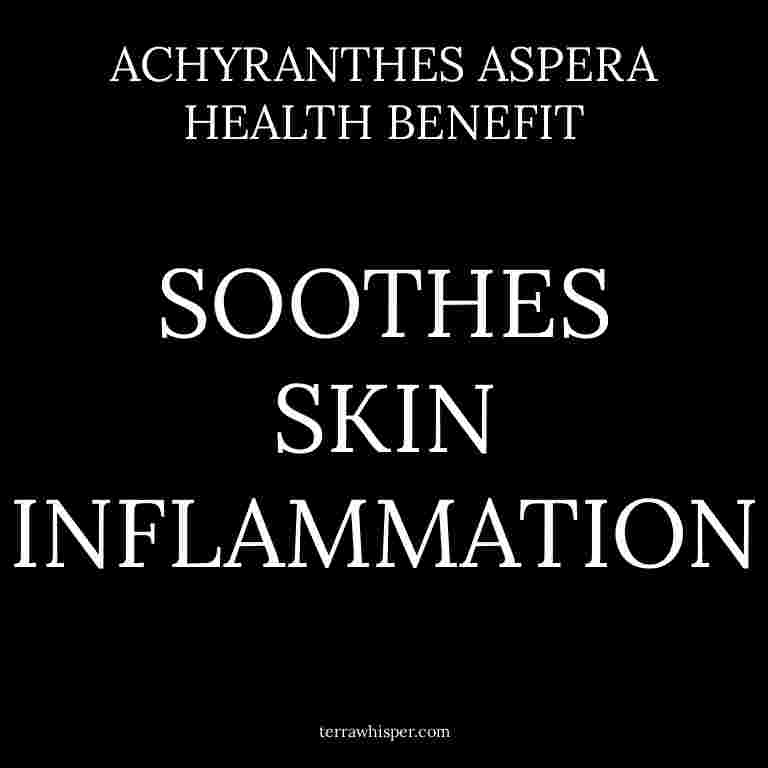 ACHYRANTHES ASPERA
HEALTH BENEFIT
SOOTHES
SKIN
INFLAMMATION
terrawhisper.com